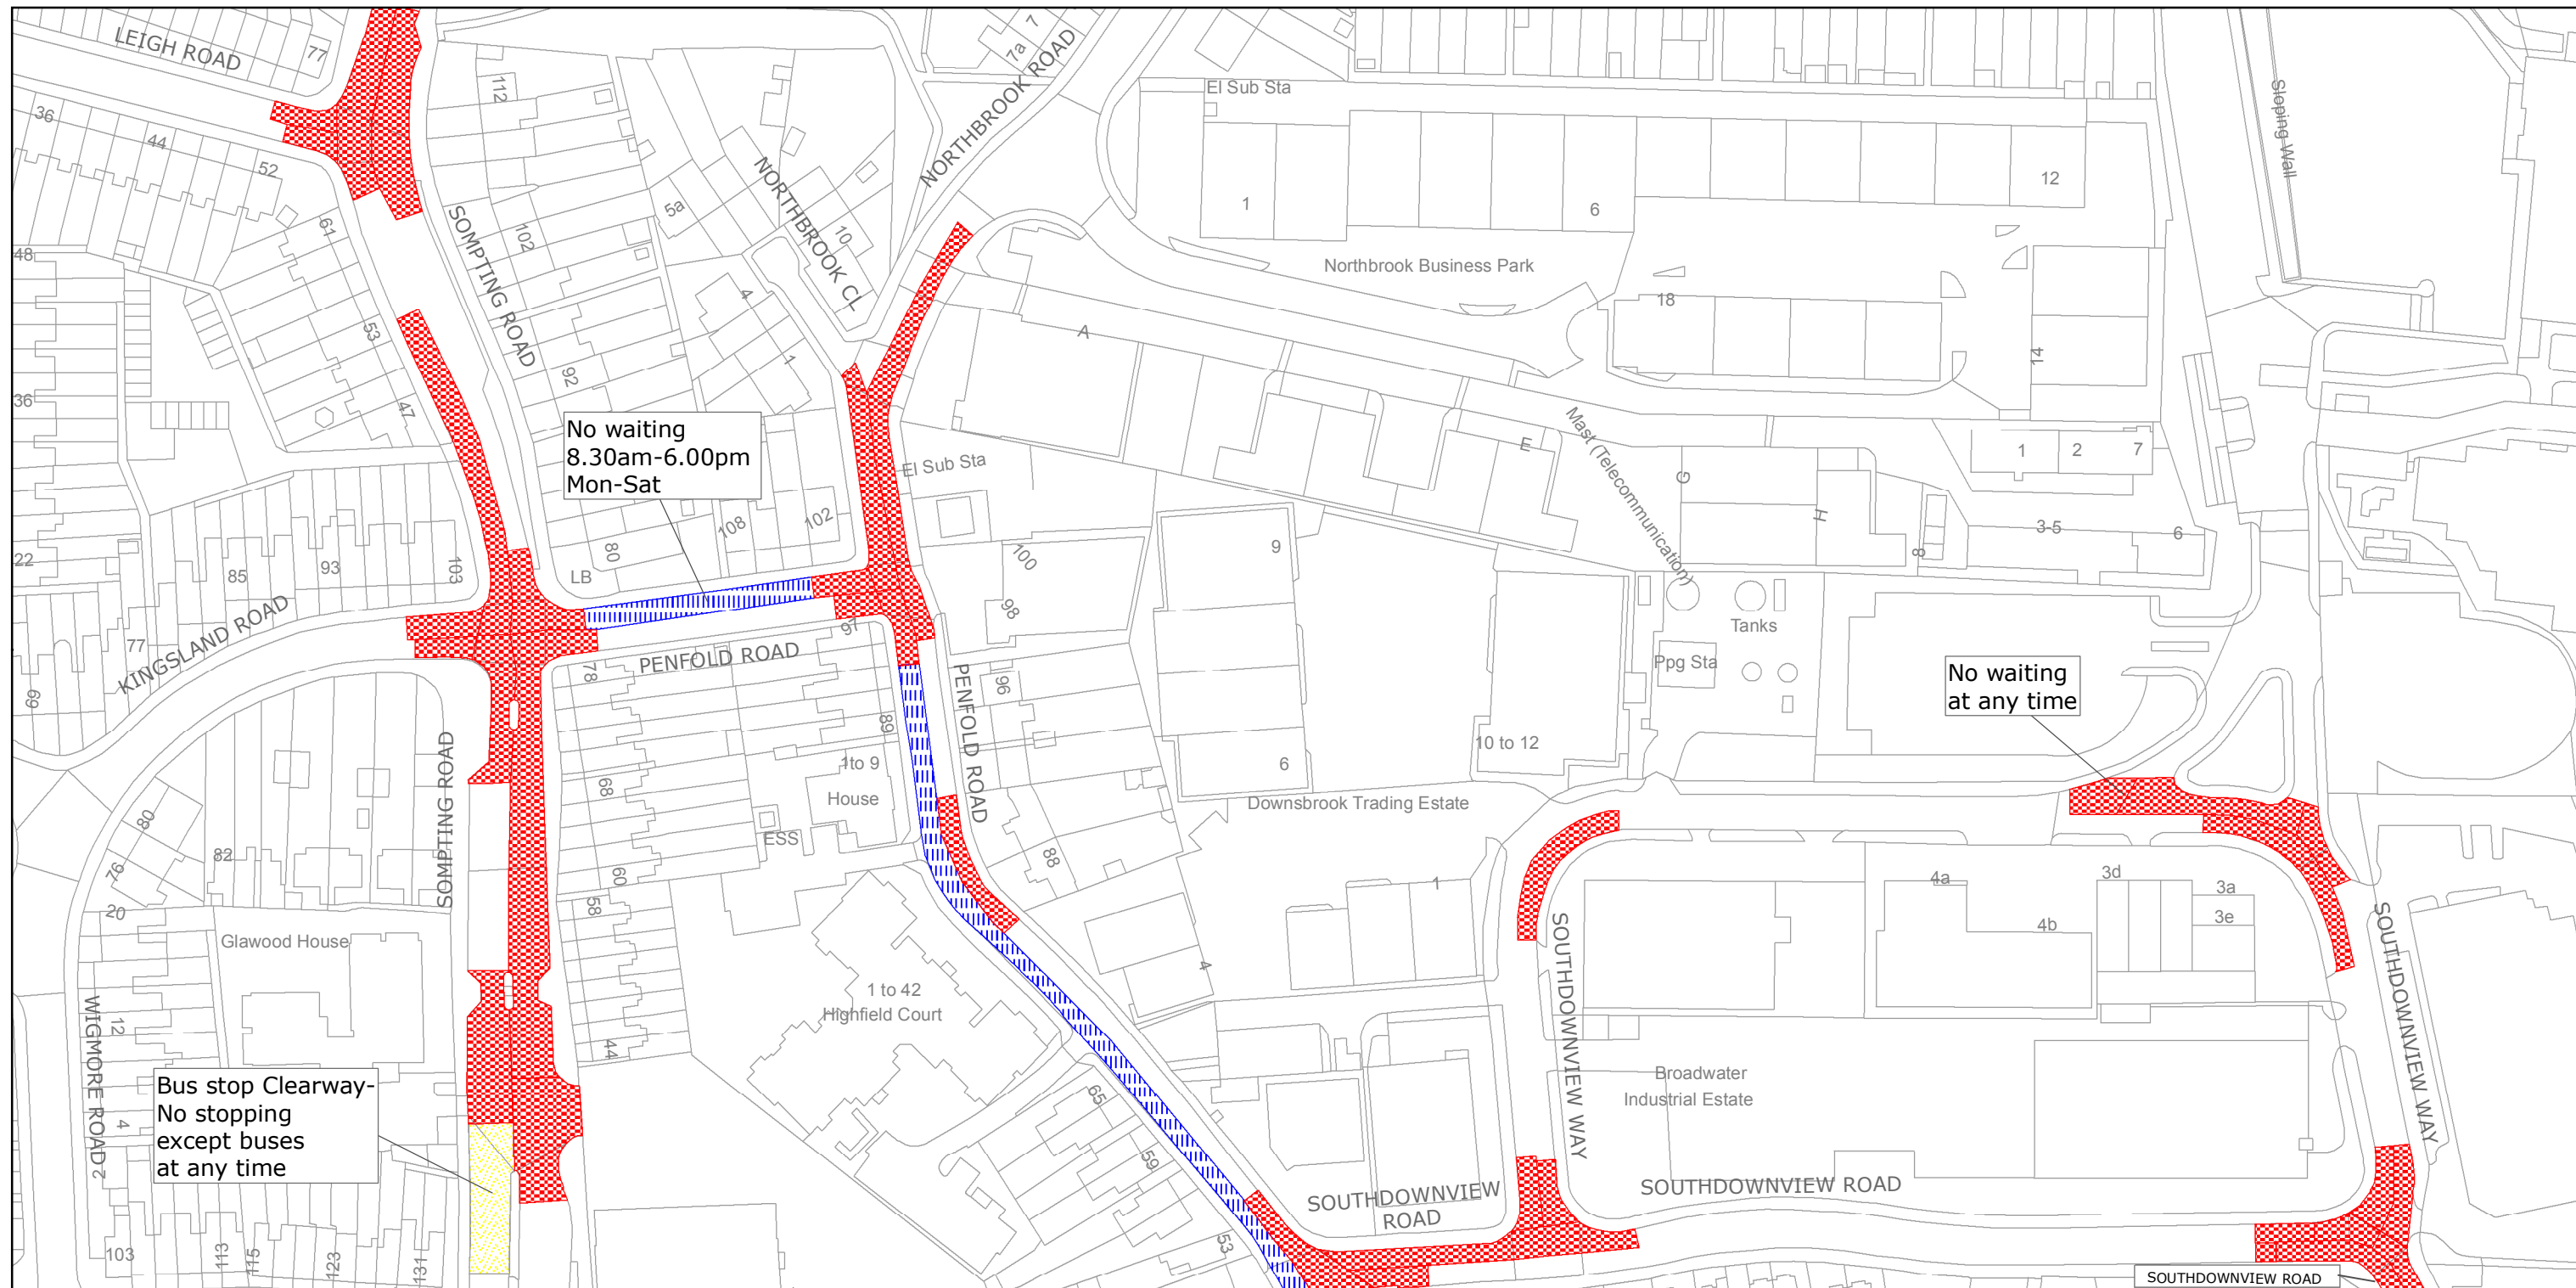 LEIGH ROAD
77
36
44
52
112
7
7a
NORTHBROOK ROAD
El Sub Sta
Sloping Wall
1
6
12
5a
NORTHBROOK CL
10
SOMPTING ROAD
102
61
48
Northbrook Business Park
18
4
A
53
14
1
92
36
47
No waiting
8.30am-6.00pm
Mon-Sat
El Sub Sta
E
Mast (Telecommunication)
G
H
1
2
7
3-5
6
8
108
102
80
LB
100
9
22
85
93
103
98
KINGSLAND ROAD
77
69
97
PENFOLD ROAD
78
Tanks
Ppg Sta
No waiting
at any time
PENFOLD ROAD
96
89
1to 9
House
68
ESS
10 to 12
6
Downsbrook Trading Estate
SOMPTING ROAD
80
82
76
20
60
58
88
1
4a
3d
3a
3e
4b
Glawood House
SOUTHDOWNVIEW WAY
SOUTHDOWNVIEW WAY
4
1 to 42
Highfield Court
WIGMORE ROAD
12
4
2
44
Broadwater
Industrial Estate
Bus stop Clearway-
No stopping
except buses
at any time
65
59
53
SOUTHDOWNVIEW
ROAD
SOUTHDOWNVIEW ROAD
103
113
115
123
131
SOUTHDOWNVIEW ROAD